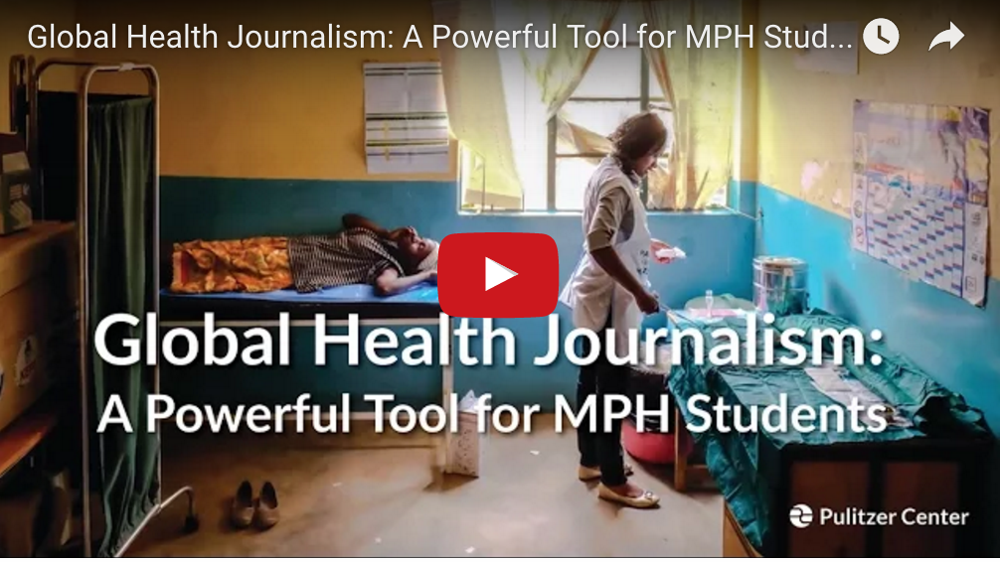 Global Health Journalism: A Powerful Tool for MPH Stud...
Global Health Journalism:
A Powerful Tool for MPH Students
Pulitzer Center